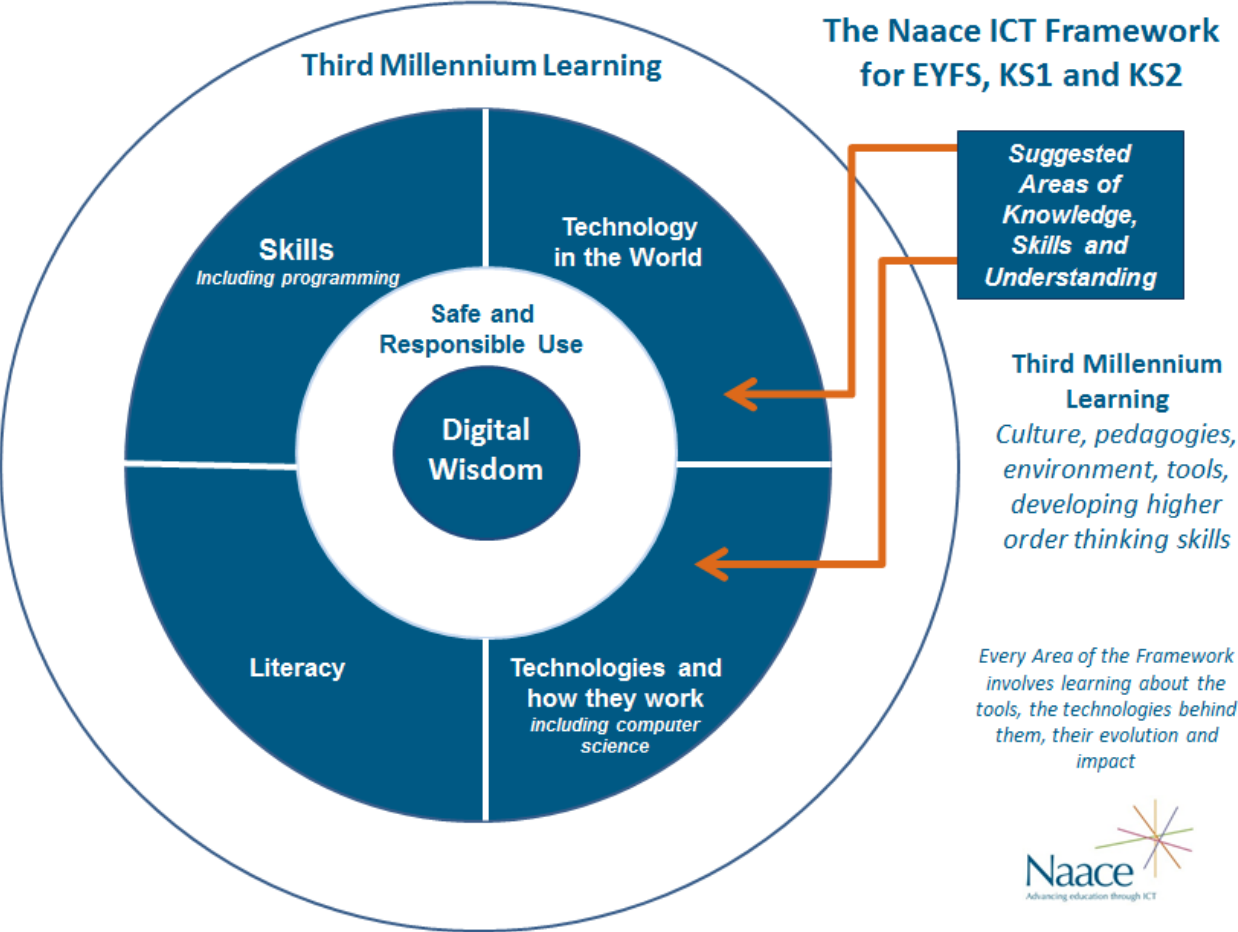 The Naace ICT Framework
for EYFS, KS1 and KS2
Third Millennium Learning
Skills
Including programming
Technology
in the World
Safe and
Responsible Use
Digital
Wisdom
Literacy
Technologies and
how they work
including computer
science
Suggested
Areas of
Knowledge,
Skills and
Understanding
Third Millennium
Learning
Culture, pedagogies,
environment, tools,
developing higher
order thinking skills
Every Area of the Framework
involves learning about the
tools, the technologies behind
them, their evolution and
impact
Naace
Advancing education through ICT